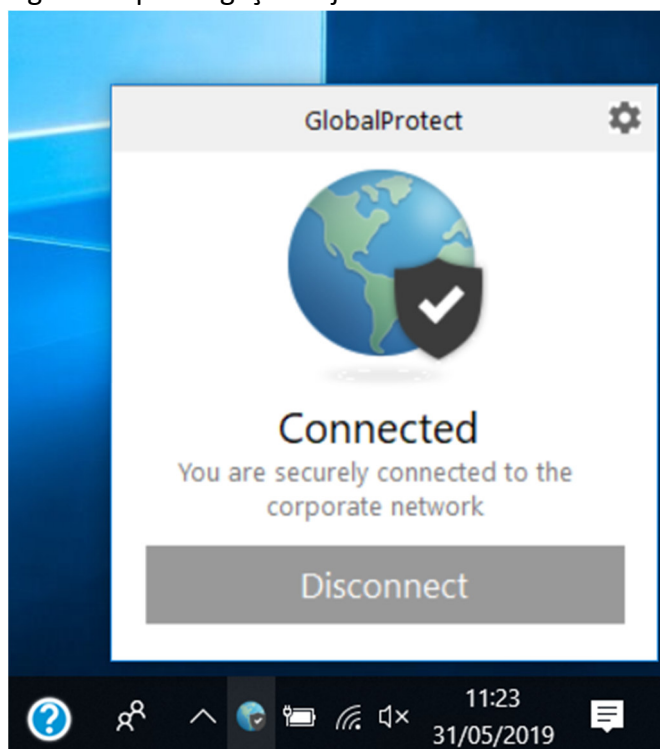 GlobalProtect
Connected
You are securely connected to the
corporate network
Disconnect
11:23
31/05/2019